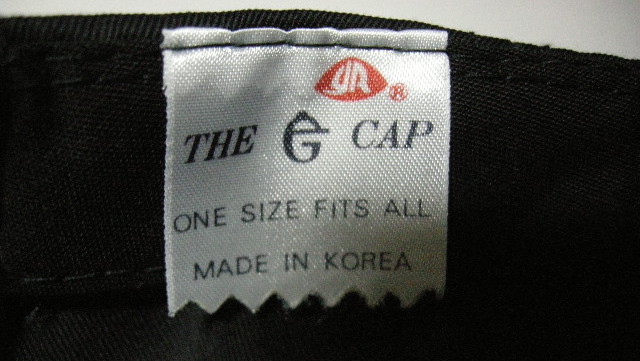 ®
THE G CAP
ONE SIZE FITS ALL
MADE IN KOREA